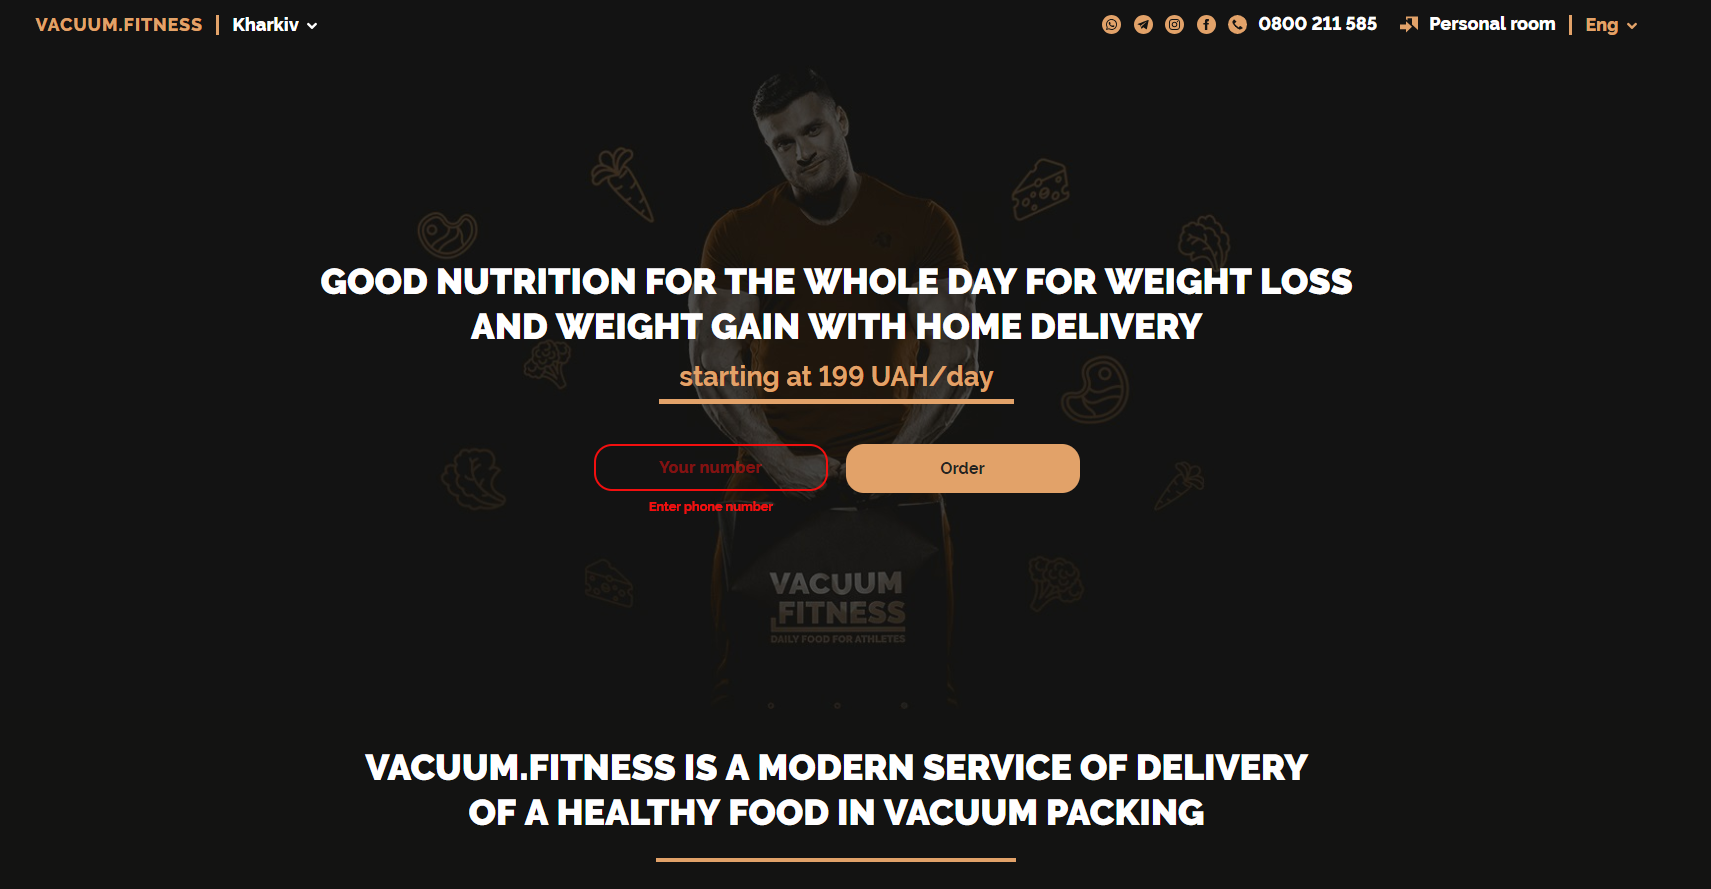 VACUUM.FITNESS
Kharkiv
0800 211 585
Personal room
Eng
GOOD NUTRITION FOR THE WHOLE DAY FOR WEIGHT LOSS
AND WEIGHT GAIN WITH HOME DELIVERY
starting at 199 UAH/day
Your number
Order
Enter phone number
VACUUM
.FITNESS
DAILY FOOD FOR ATHLETES
VACUUM.FITNESS IS A MODERN SERVICE OF DELIVERY
OF A HEALTHY FOOD IN VACUUM PACKING